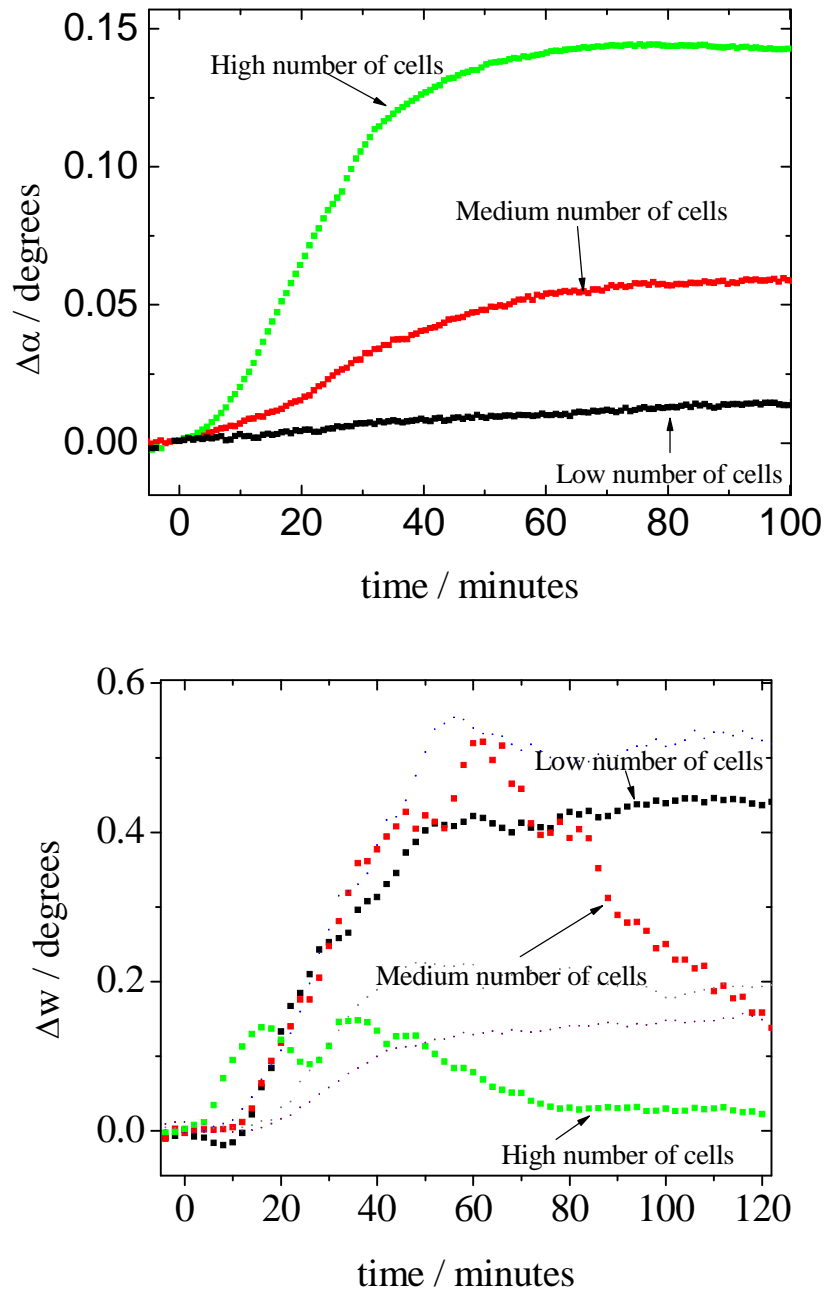 0.15
High number of cells
0.10
Medium number of cells
0.05
0.00
Low number of cells
Δα / degrees
0 20 40 60 80 100
time / minutes
0.6
Low number of cells
0.4
Medium number of cells
0.2
0.0
High number of cells
Δw / degrees
0 20 40 60 80 100 120
time / minutes